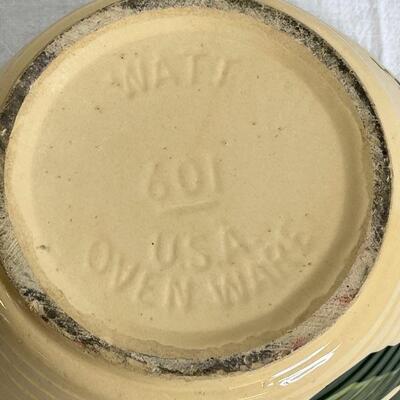 WATT
601
U.S.A.
OVEN WARE